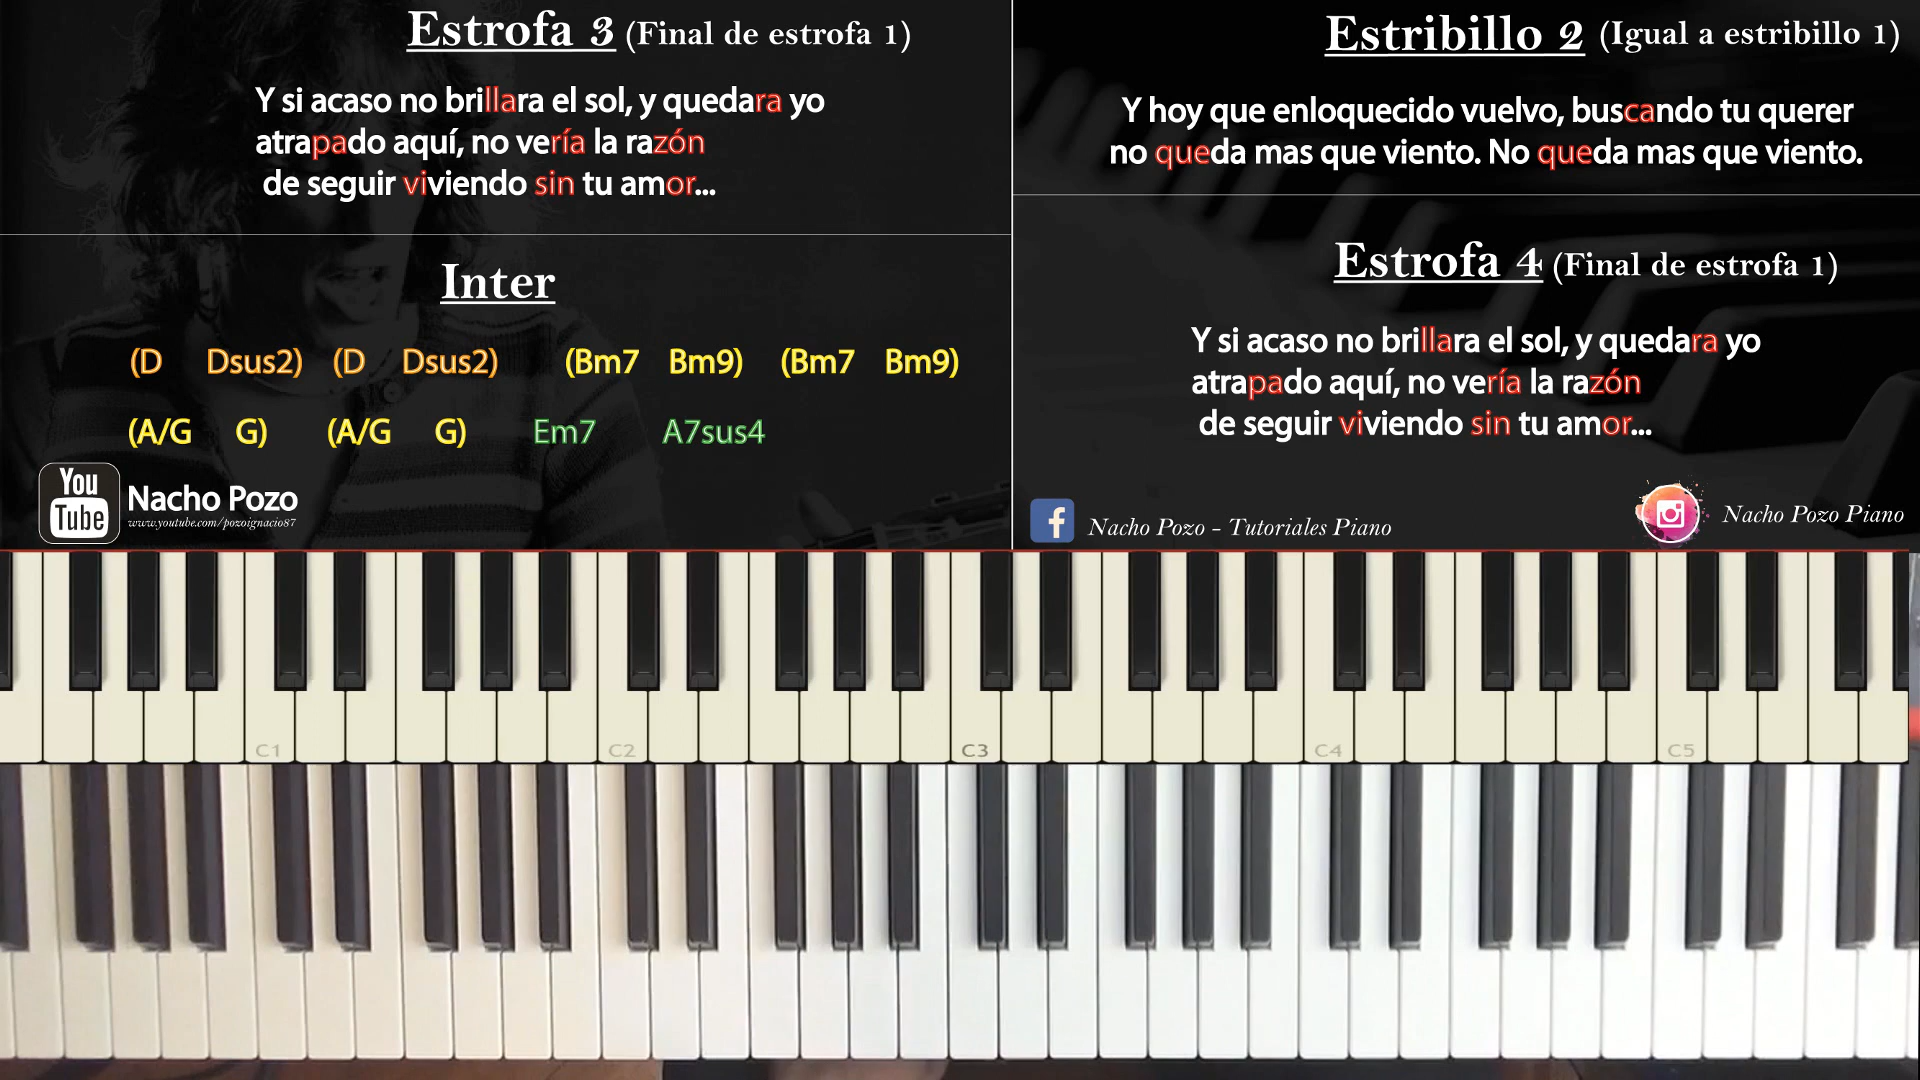 Estrofa 3 (Final de estrofa 1)
Y si acaso no brillara el sol, y quedara yo
atrapado aquí, no vería la razón
de seguir viviendo sin tu amor...
Inter
(D Dsus2) (D Dsus2) (Bm7 Bm9) (Bm7 Bm9)
(A/G G) (A/G G) Em7 A7sus4
You
Tube
Nacho Pozo
www.youtube.com/pozoignacio87
Estribillo 2 (Igual a estribillo 1)
Y hoy que enloquecido vuelvo, buscando tu querer
no queda mas que viento. No queda mas que viento.
Estrofa 4 (Final de estrofa 1)
Y si acaso no brillara el sol, y quedara yo
atrapado aquí, no vería la razón
de seguir viviendo sin tu amor...
f Nacho Pozo - Tutoriales Piano
Nacho Pozo Piano
C1 C2 C3 C4 C5